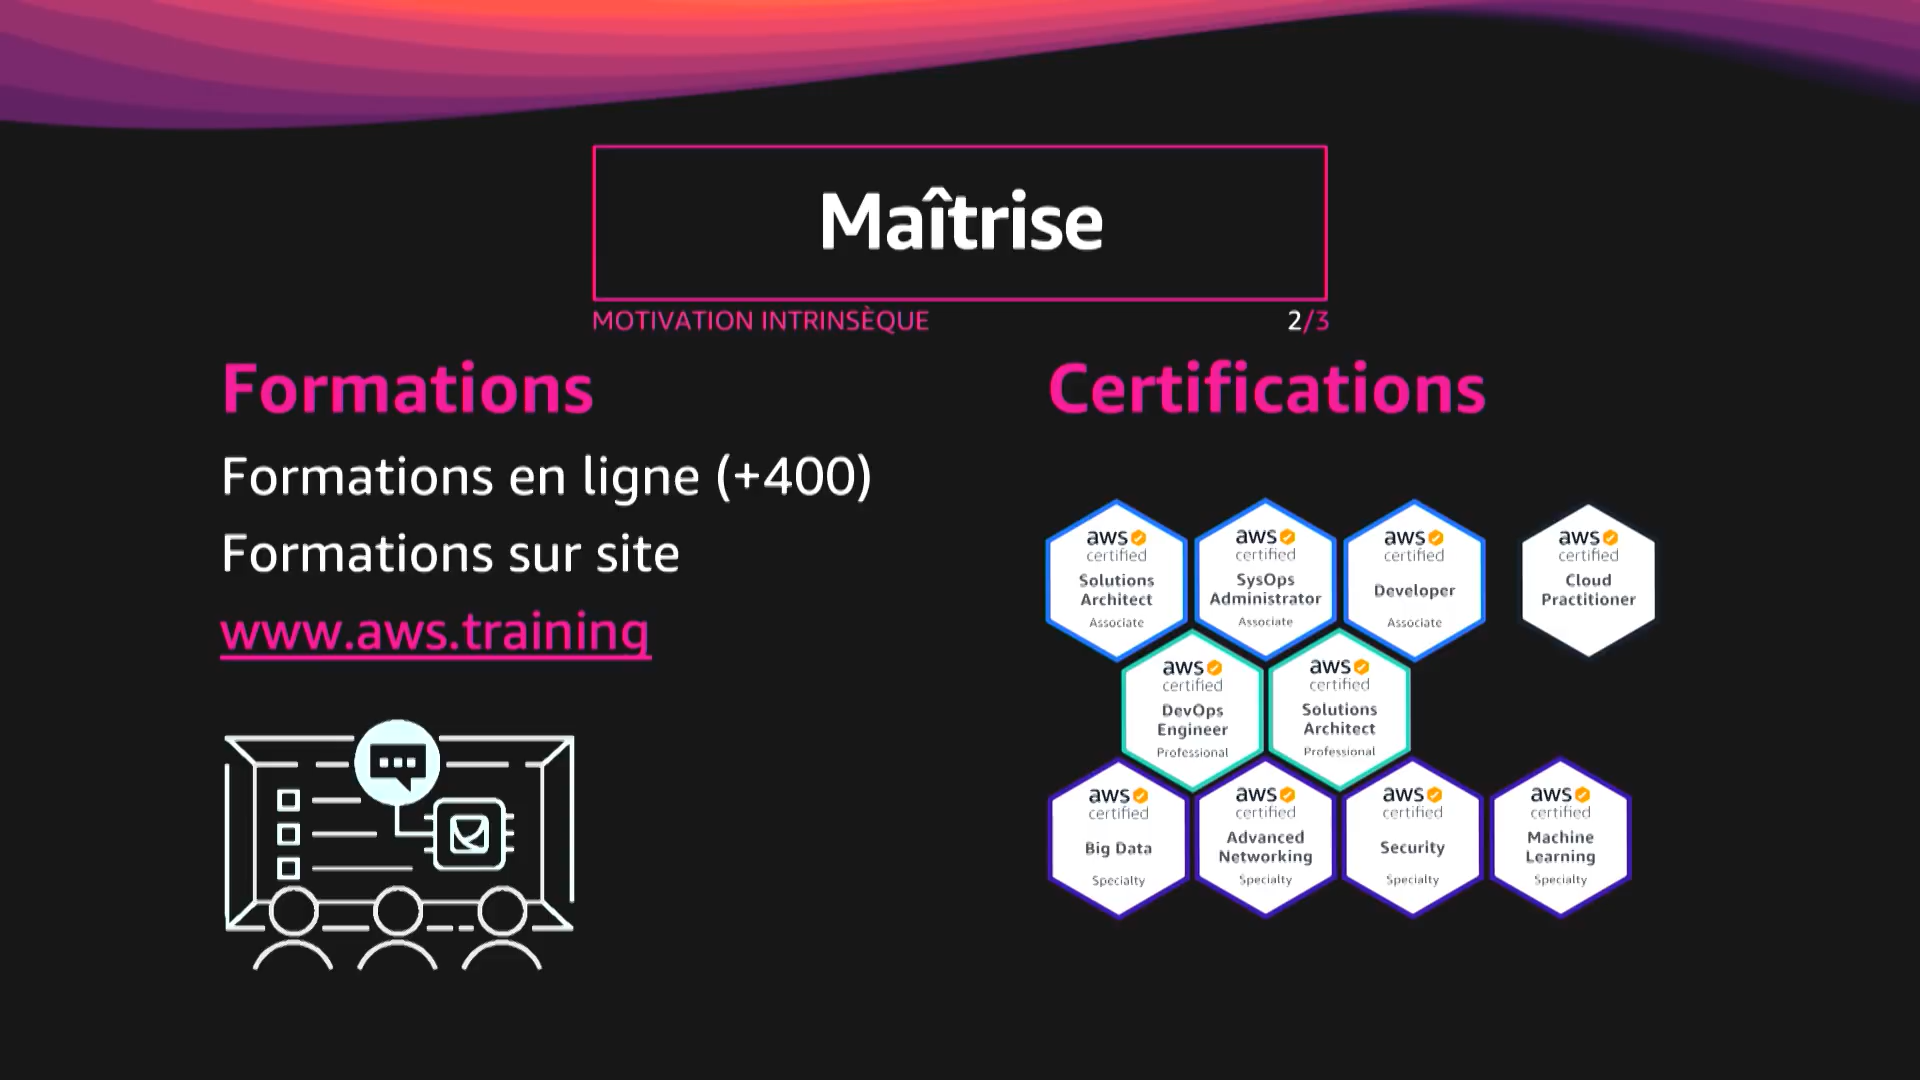 Maîtrise
MOTIVATION INTRINSÈQUE
2/3
Formations
Formations en ligne (+400)
Formations sur site
www.aws.training
Certifications
aws
certified
Solutions
Architect
Associate
aws
certified
SysOps
Administrator
Associate
aws
certified
Developer
Associate
aws
certified
Cloud
Practitioner
aws
certified
DevOps
Engineer
Professional
aws
certified
Solutions
Architect
Professional
aws
certified
Big Data
Specialty
aws
certified
Advanced
Networking
Specialty
aws
certified
Security
Specialty
aws
certified
Machine
Learning
Specialty